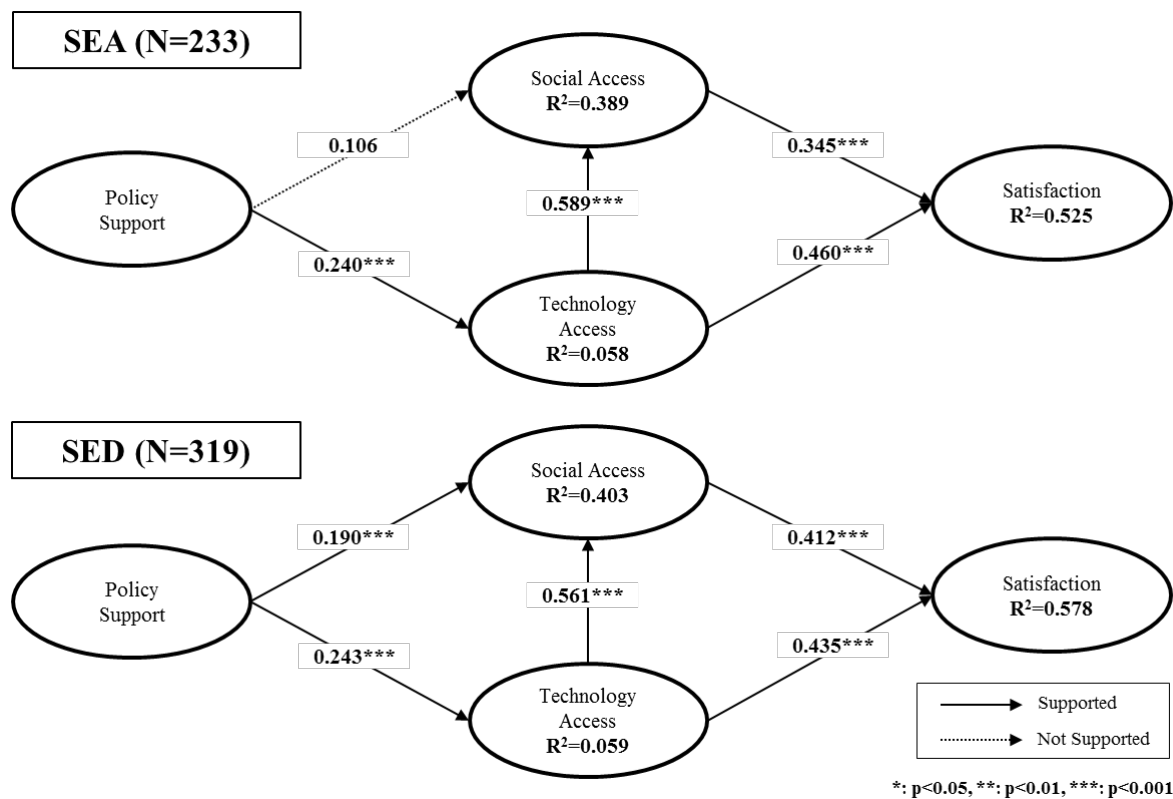 SEA (N=233)
Social Access
R²=0.389
0.106
0.345***
Policy
Support
0.589***
Satisfaction
R²=0.525
0.240***
0.460***
Technology
Access
R²=0.058
SED (N=319)
Social Access
R²=0.403
0.190***
0.412***
Policy
Support
0.561***
Satisfaction
R²=0.578
0.243***
0.435***
Technology
Access
R²=0.059
Supported
Not Supported
*: p<0.05, **: p<0.01, ***: p<0.001